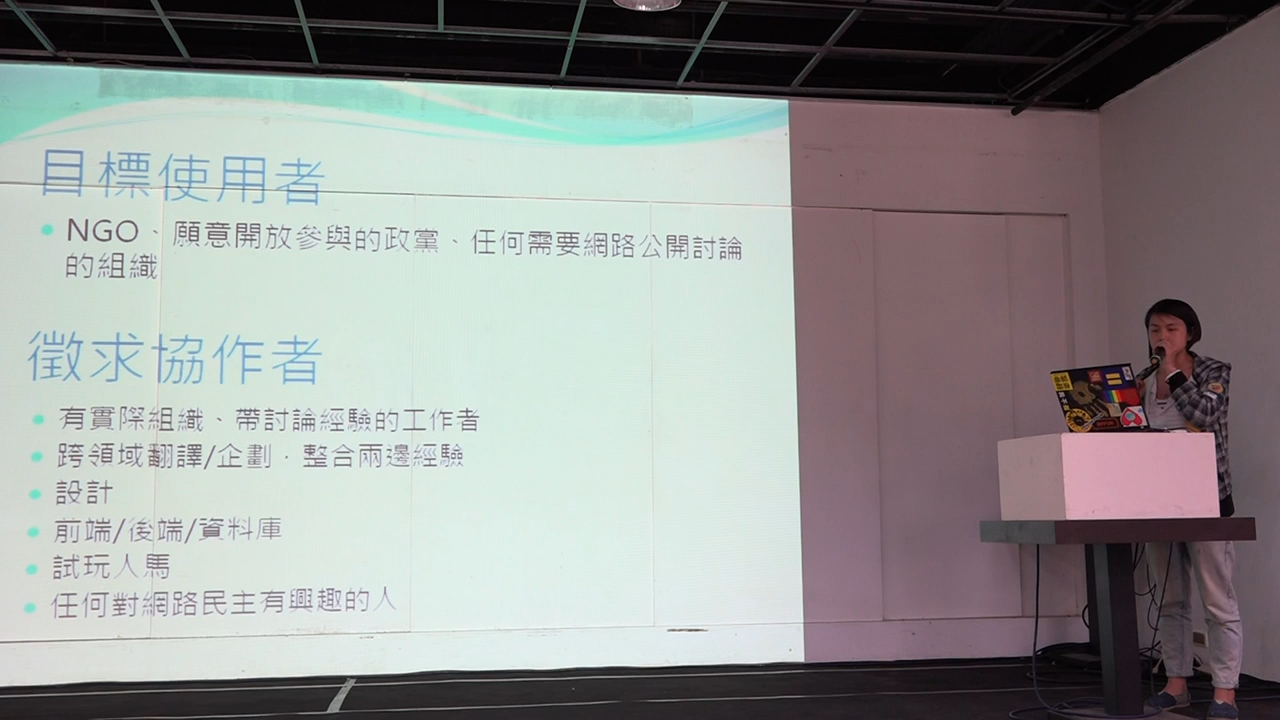 目標使用者
• NGO、願意開放參與的政黨、任何需要網路公開討論
的組織
徵求協作者
• 有實際組織、帶討論經驗的工作者
• 跨領域翻譯/企劃，整合兩邊經驗
• 設計
• 前端/後端/資料庫
• 試玩人馬
• 任何對網路民主有興趣的人